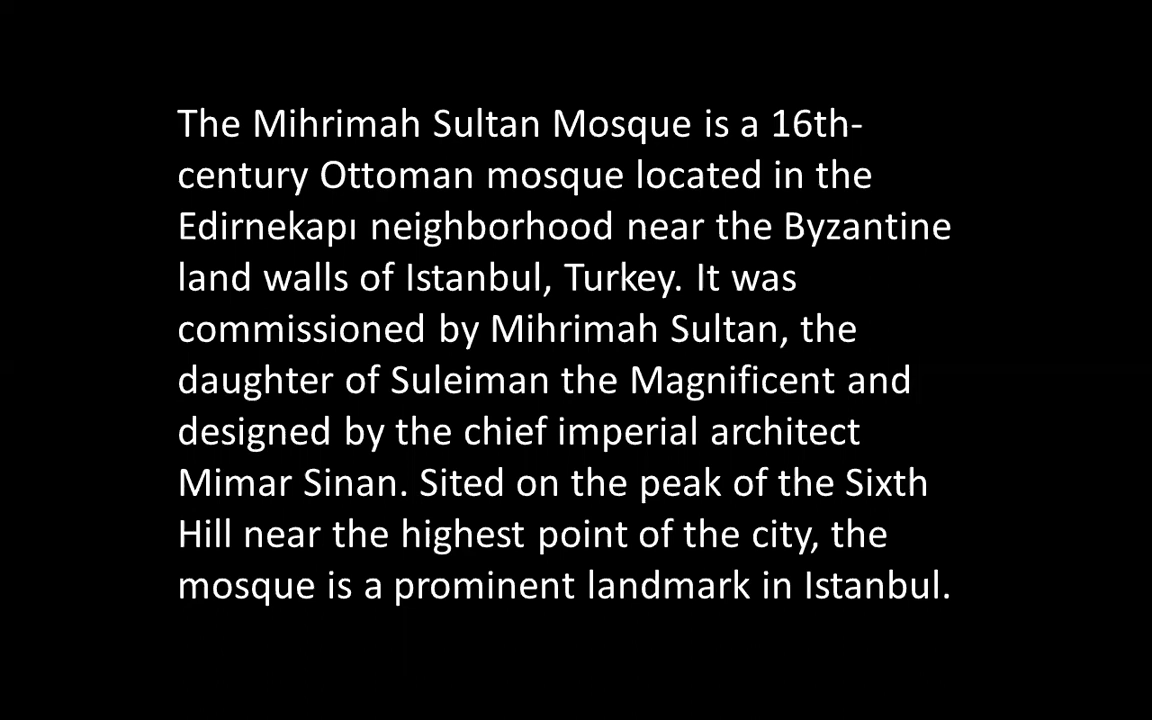 The Mihrimah Sultan Mosque is a 16th-
century Ottoman mosque located in the
Edirnekapı neighborhood near the Byzantine
land walls of Istanbul, Turkey. It was
commissioned by Mihrimah Sultan, the
daughter of Suleiman the Magnificent and
designed by the chief imperial architect
Mimar Sinan. Sited on the peak of the Sixth
Hill near the highest point of the city, the
mosque is a prominent landmark in Istanbul.